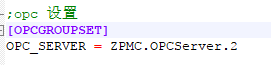 ;opc 设置
[OPCGROUPSET]
OPC_SERVER = ZPMC.OPCServer.2